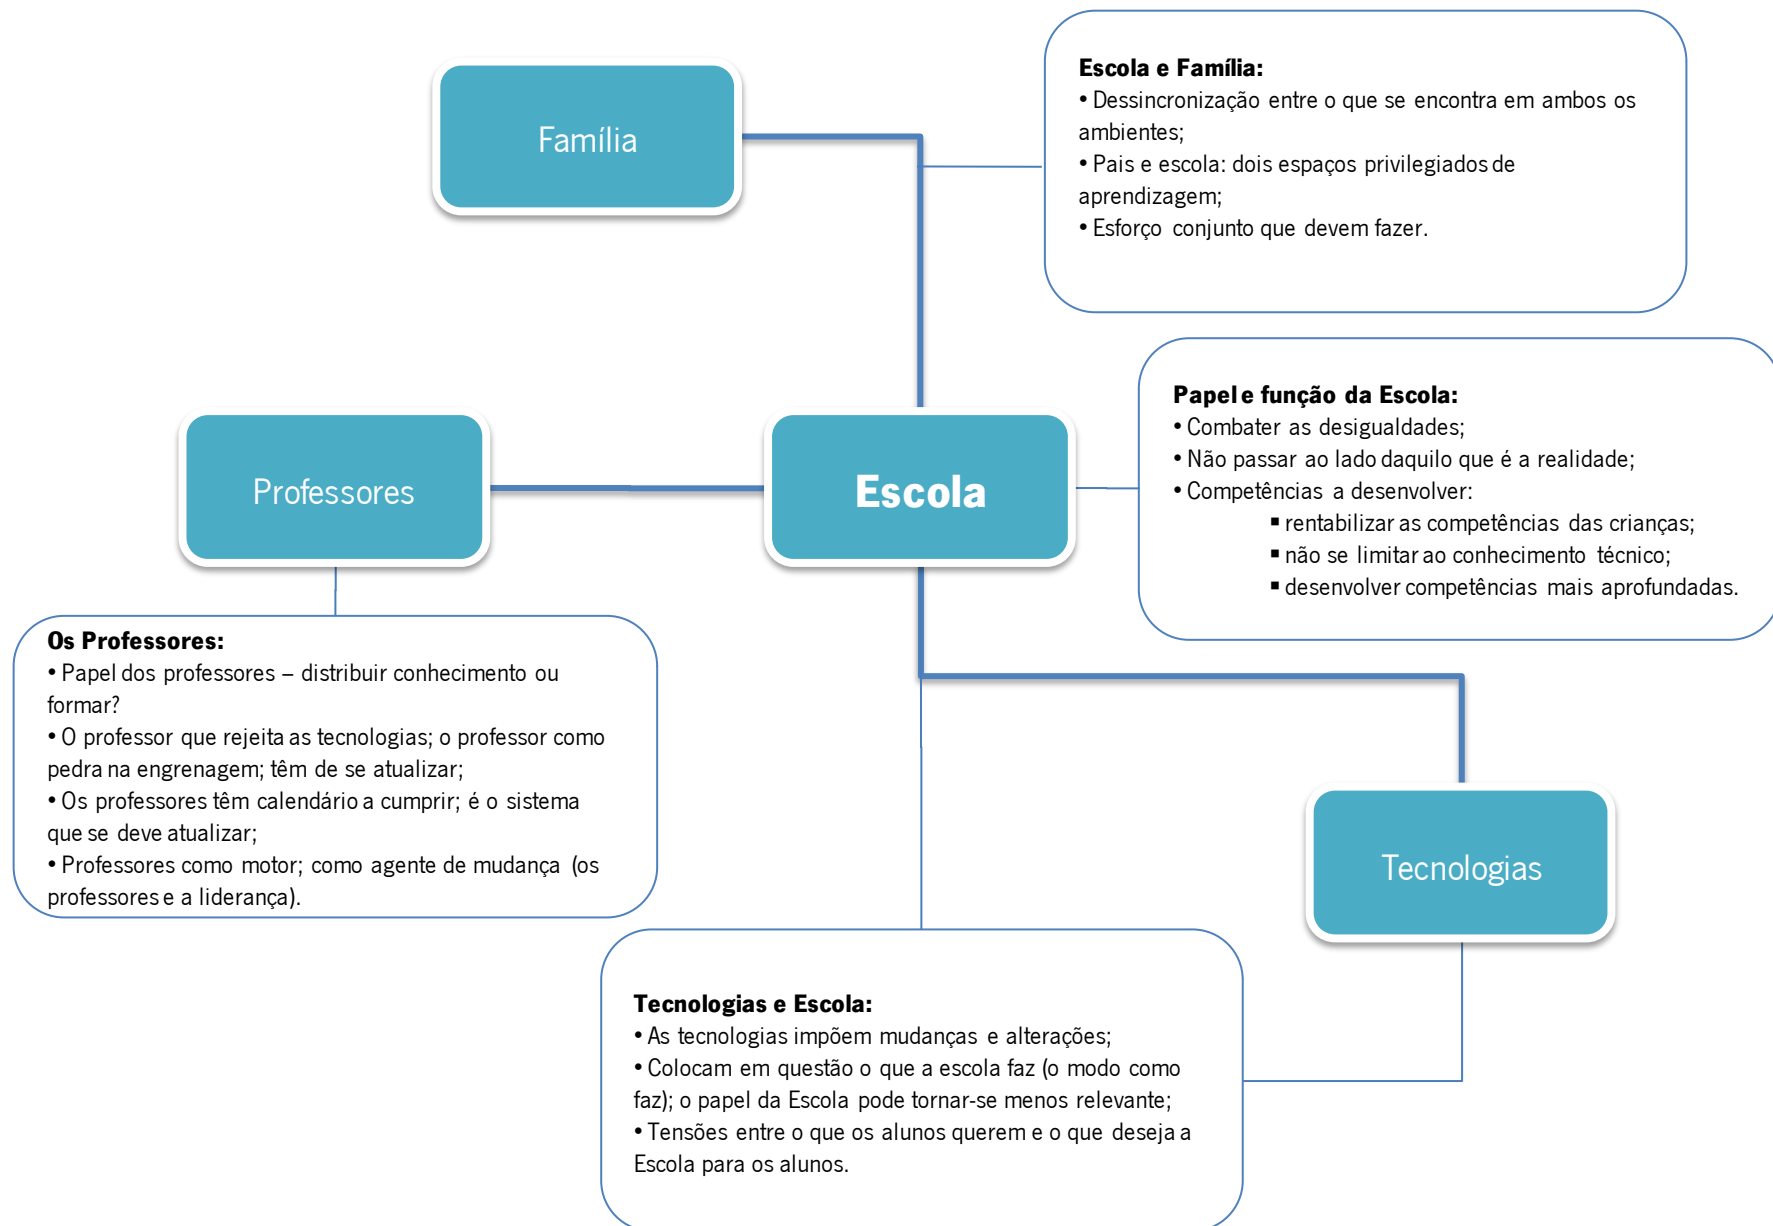 Família
Escola e Família:
• Dessincronização entre o que se encontra em ambos os
ambientes;
• Pais e escola: dois espaços privilegiados de
aprendizagem;
• Esforço conjunto que devem fazer.
Professores
Escola
Papel e função da Escola:
• Combater as desigualdades;
• Não passar ao lado daquilo que é a realidade;
• Competências a desenvolver:
▪ rentabilizar as competências das crianças;
▪ não se limitar ao conhecimento técnico;
▪ desenvolver competências mais aprofundadas.
Os Professores:
• Papel dos professores – distribuir conhecimento ou
formar?
• O professor que rejeita as tecnologias; o professor como
pedra na engrenagem; têm de se atualizar;
• Os professores têm calendário a cumprir; é o sistema
que se deve atualizar;
• Professores como motor; como agente de mudança (os
professores e a liderança).
Tecnologias
Tecnologias e Escola:
• As tecnologias impõem mudanças e alterações;
• Colocam em questão o que a escola faz (o modo como
faz); o papel da Escola pode tornar-se menos relevante;
• Tensões entre o que os alunos querem e o que deseja a
Escola para os alunos.